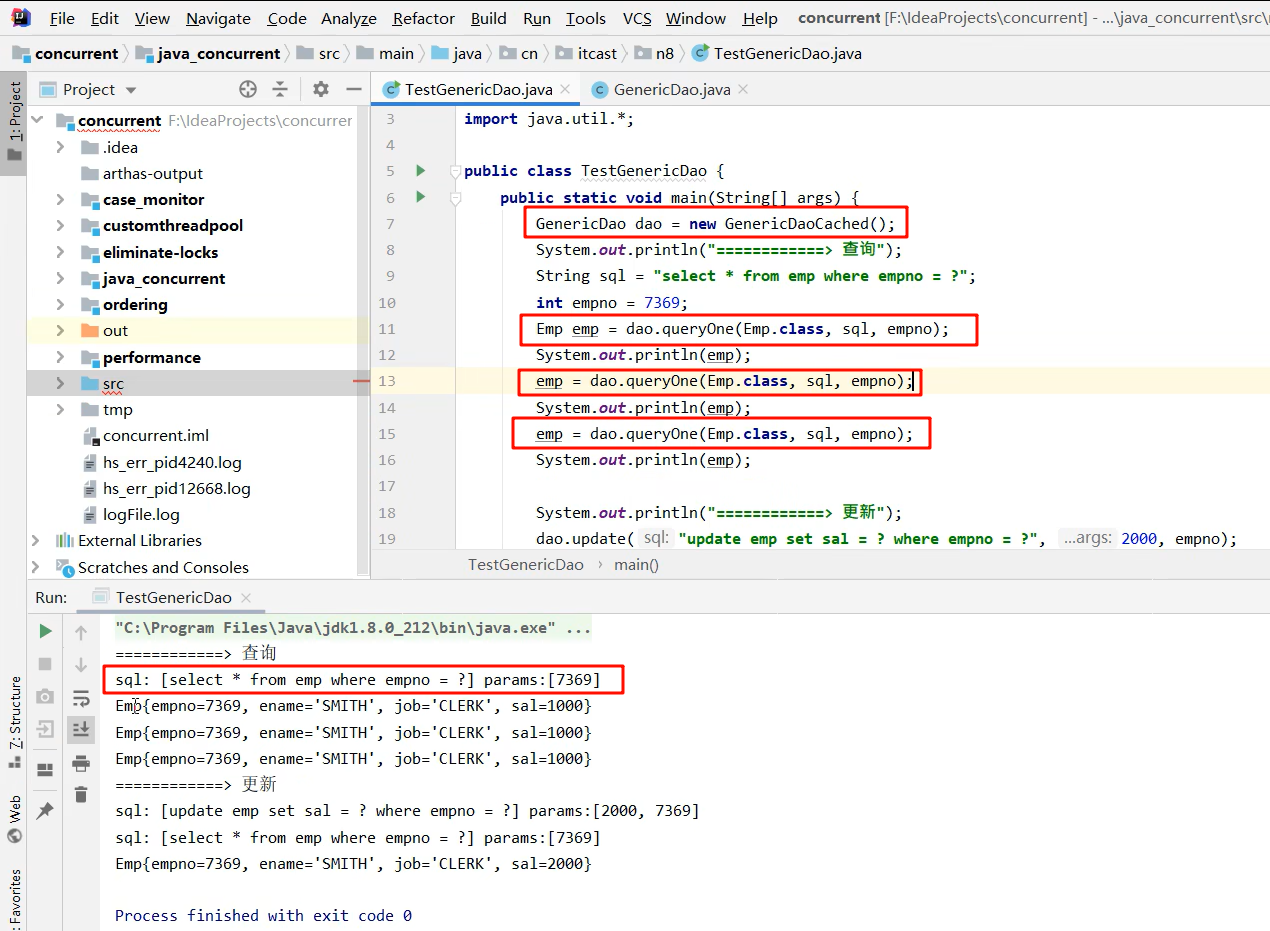 File Edit View Navigate Code Analyze Refactor Build Run Tools VCS Window Help concurrent [F:\IdeaProjects\concurrent] - ...\java_concurrent\src\
concurrent java_concurrent src main java cn itcast n8 TestGenericDao.java
1: Project
Project
TestGenericDao.java
GenericDao.java
concurrent F:\IdeaProjects\concurrer
.idea
arthas-output
case_monitor
customthreadpool
eliminate-locks
java_concurrent
ordering
out
performance
src
tmp
concurrent.iml
hs_err_pid4240.log
hs_err_pid12668.log
logFile.log
External Libraries
Scratches and Consoles
3 import java.util.*;
4
5 public class TestGenericDao {
6 public static void main(String[] args) {
7 GenericDao dao = new GenericDaoCached();
8 System.out.println("============> 查询");
9 String sql = "select * from emp where empno = ?";
10 int empno = 7369;
11 Emp emp = dao.queryOne(Emp.class, sql, empno);
12 System.out.println(emp);
13 emp = dao.queryOne(Emp.class, sql, empno);
14 System.out.println(emp);
15 emp = dao.queryOne(Emp.class, sql, empno);
16 System.out.println(emp);
17
18 System.out.println("============> 更新");
19 dao.update( sql: "update emp set sal = ? where empno = ?", ...args: 2000, empno);
TestGenericDao › main()
Run: TestGenericDao
"C:\Program Files\Java\jdk1.8.0_212\bin\java.exe" ...
============> 查询
sql: [select * from emp where empno = ?] params:[7369]
Emp{empno=7369, ename='SMITH', job='CLERK', sal=1000}
Emp{empno=7369, ename='SMITH', job='CLERK', sal=1000}
Emp{empno=7369, ename='SMITH', job='CLERK', sal=1000}
============> 更新
sql: [update emp set sal = ? where empno = ?] params:[2000, 7369]
sql: [select * from emp where empno = ?] params:[7369]
Emp{empno=7369, ename='SMITH', job='CLERK', sal=2000}
Process finished with exit code 0
7: Structure
Web
: Favorites